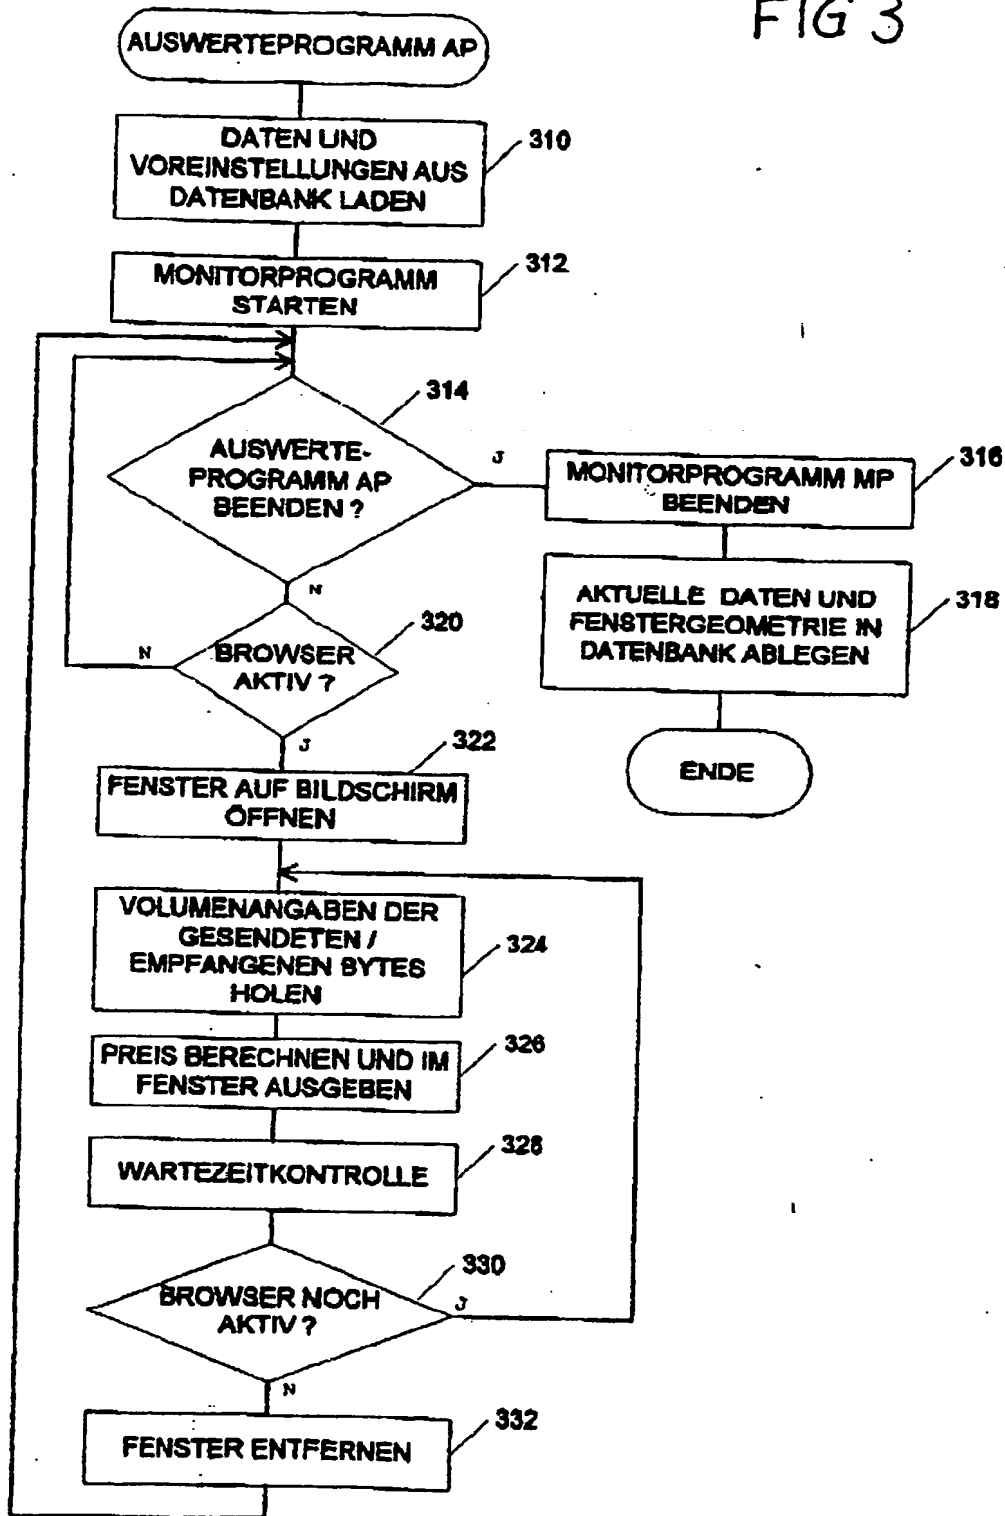 FIG 3
AUSWERTEPROGRAMM AP
DATEN UND
VOREINSTELLUNGEN AUS
DATENBANK LADEN
310
MONITORPROGRAMM
STARTEN
312
314
AUSWERTE-
PROGRAMM AP
BEENDEN ?
J
MONITORPROGRAMM MP
BEENDEN
316
N
AKTUELLE DATEN UND
FENSTERGEOMETRIE IN
DATENBANK ABLEGEN
318
320
BROWSER
AKTIV ?
N
J
ENDE
322
FENSTER AUF BILDSCHIRM
ÖFFNEN
VOLUMENANGABEN DER
GESENDETEN /
EMPFANGENEN BYTES
HOLEN
324
PREIS BERECHNEN UND IM
FENSTER AUSGEBEN
326
WARTEZEITKONTROLLE
328
330
BROWSER NOCH
AKTIV ?
J
N
332
FENSTER ENTFERNEN